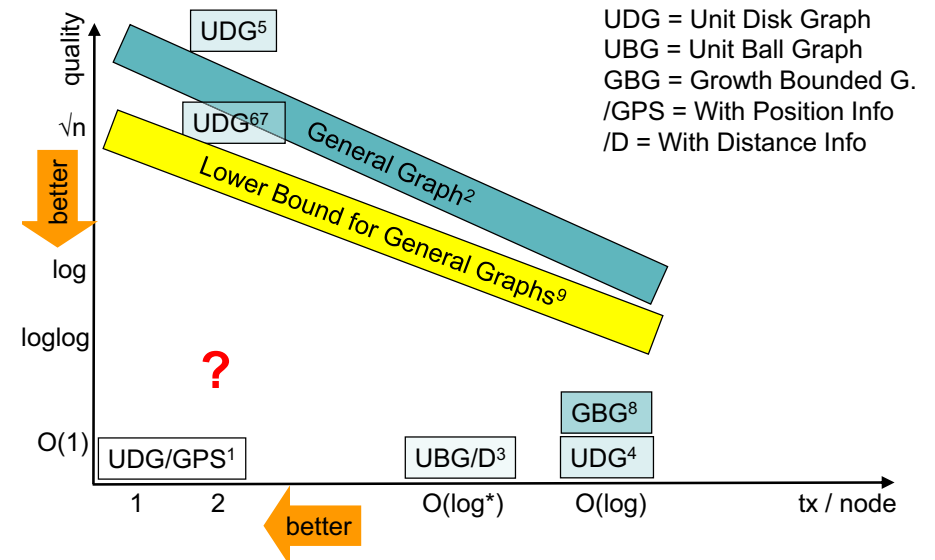 quality
UDG5
UDG = Unit Disk Graph
UBG = Unit Ball Graph
GBG = Growth Bounded G.
/GPS = With Position Info
/D = With Distance Info
√n
UDG67
General Graph2
Lower Bound for General Graphs9
better
log
loglog
?
O(1)
UDG/GPS1
UBG/D3
GBG8
UDG4
1
2
O(log*)
O(log)
tx / node
better